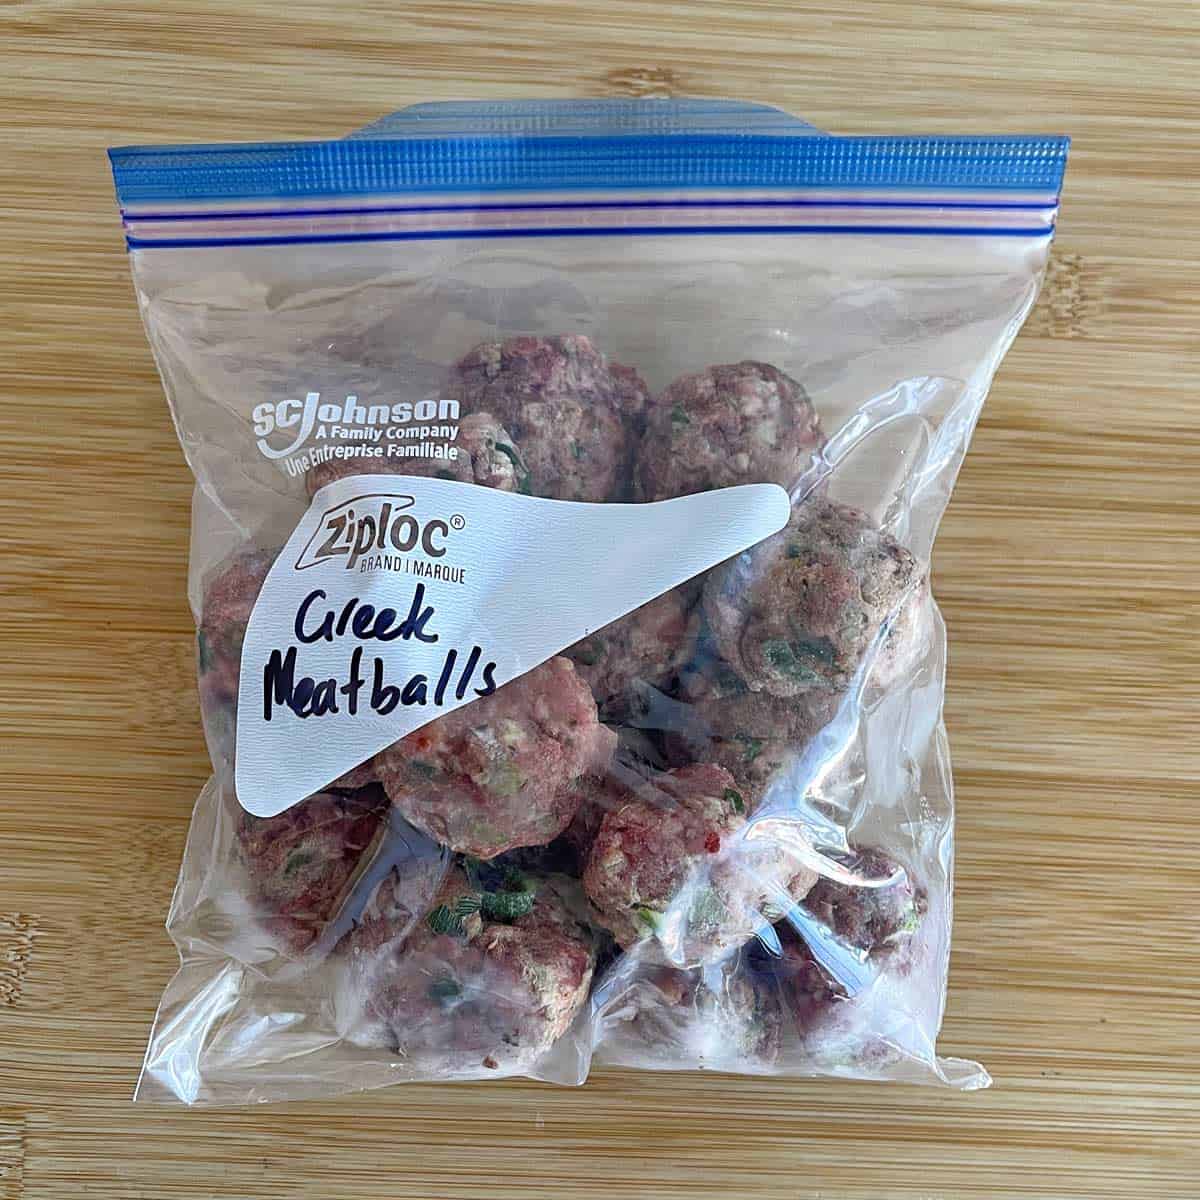 SCJohnson
A Family Company
Une Entreprise Familiale
Ziploc®
BRAND | MARQUE
Greek
Meatballs